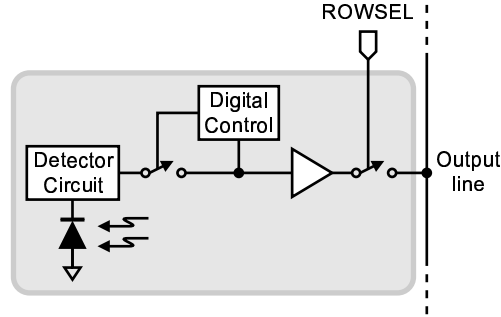 ROWSEL
Digital
Control
Detector
Circuit
Output
line